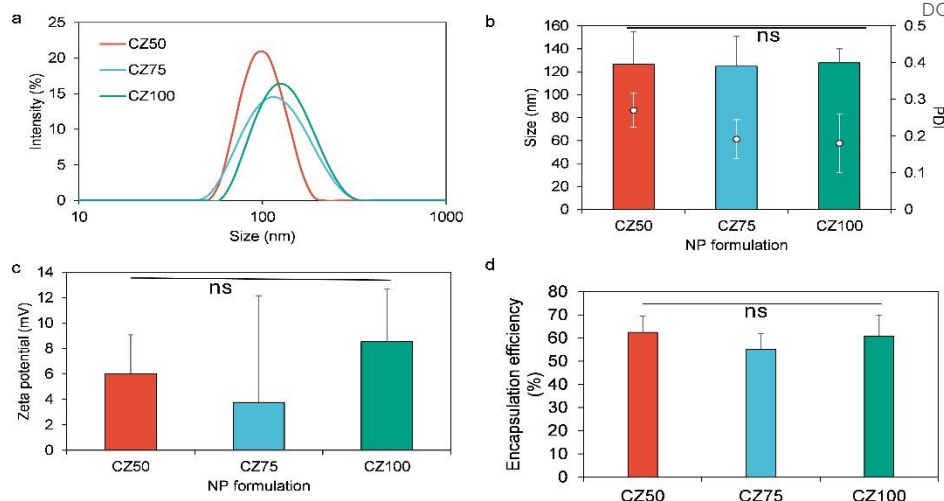 DO
a
25
20
15
10
5
0
Intensity (%)
CZ50
CZ75
CZ100
10
100
1000
Size (nm)
b
160
140
120
100
80
60
40
20
0
Size (nm)
ns
0.5
0.4
0.3
0.2
0.1
0
PDI
CZ50
CZ75
CZ100
NP formulation
c
14
12
10
8
6
4
2
0
Zeta potential (mV)
ns
CZ50
CZ75
CZ100
NP formulation
d
80
70
60
50
40
30
20
10
0
Encapsulation efficiency
(%)
ns
CZ50
CZ75
CZ100